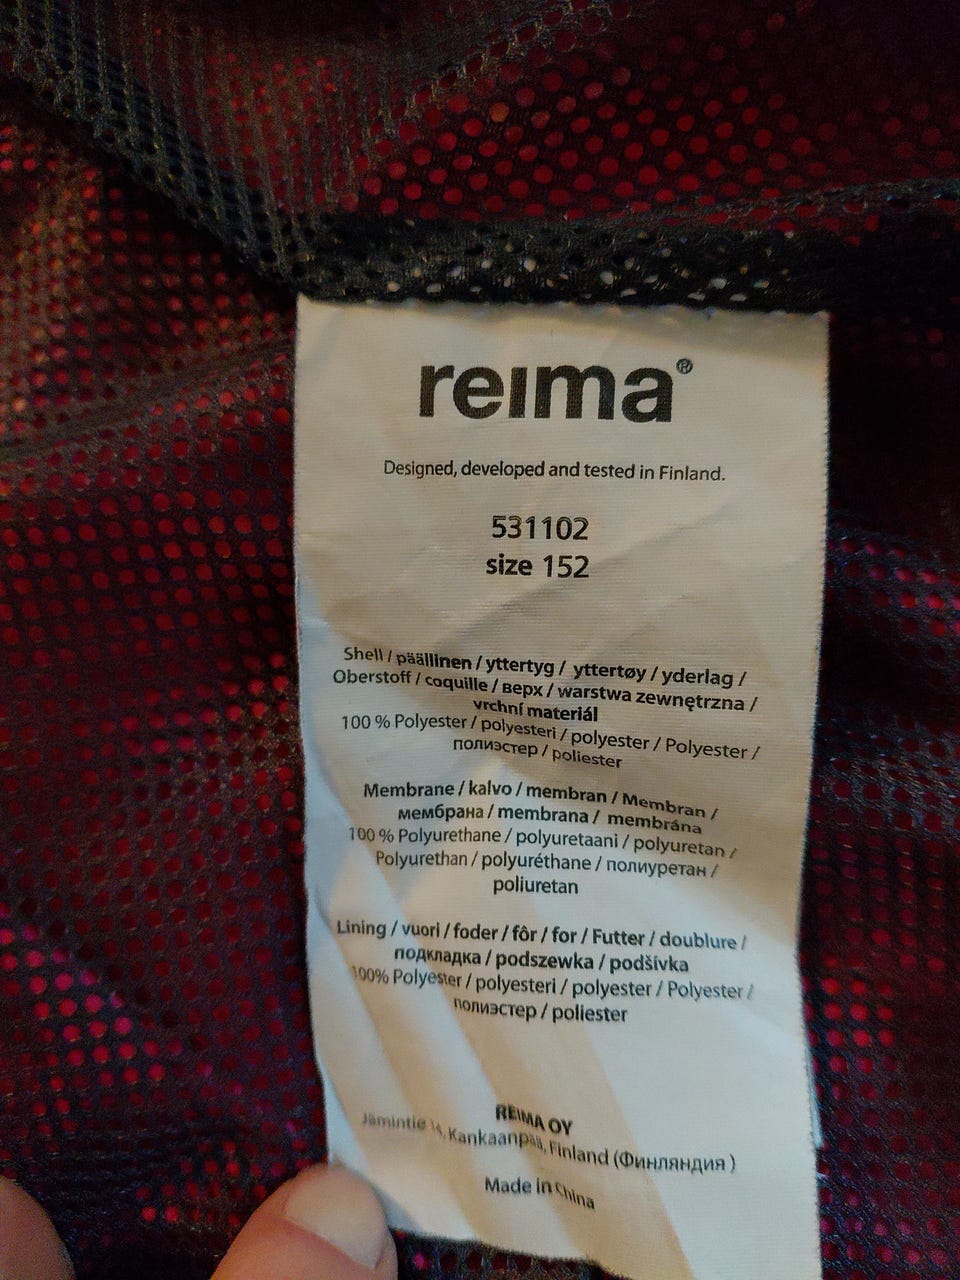 reima®
Designed, developed and tested in Finland.
531102
size 152
Shell / päällinen / yttertyg / yttertøy / yderlag /
Oberstoff / coquille / верх / warstwa zewnętrzna /
vrchní materiál
100 % Polyester / polyesteri / polyester / Polyester /
полиэстер / poliester
Membrane / kalvo / membran / Membran /
мембрана / membrana / membrána
100 % Polyurethane / polyuretaani / polyuretan /
Polyurethan / polyuréthane / полиуретан /
poliuretan
Lining / vuori / foder / fôr / for / Futter / doublure /
подкладка / podszewka / podšívka
100% Polyester / polyesteri / polyester / Polyester /
полиэстер / poliester
REIMA OY
Jämintie 14, Kankaanpää, Finland (Финляндия )
Made in China